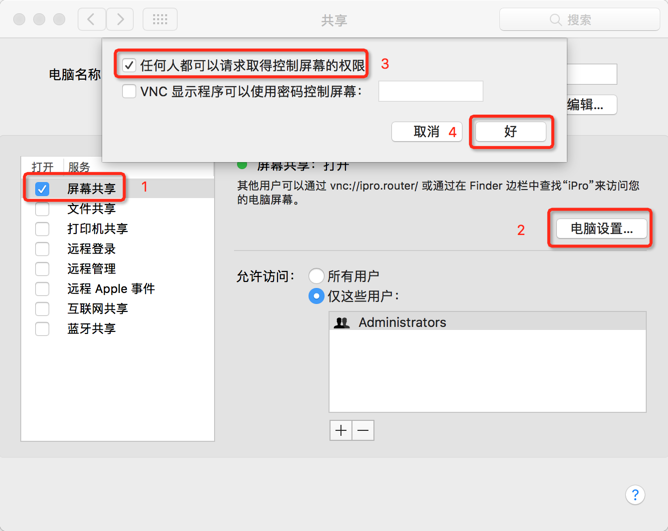 共享
搜索
电脑名称
任何人都可以请求取得控制屏幕的权限
3
VNC 显示程序可以使用密码控制屏幕：
编辑...
取消
4
好
打开
服务
屏幕共享
1
文件共享
打印机共享
远程登录
远程管理
远程 Apple 事件
互联网共享
蓝牙共享
屏幕共享：打开
其他用户可以通过 vnc://ipro.router/ 或通过在 Finder 边栏中查找“iPro”来访问您
的电脑屏幕。
2
电脑设置...
允许访问：
所有用户
仅这些用户：
Administrators
?